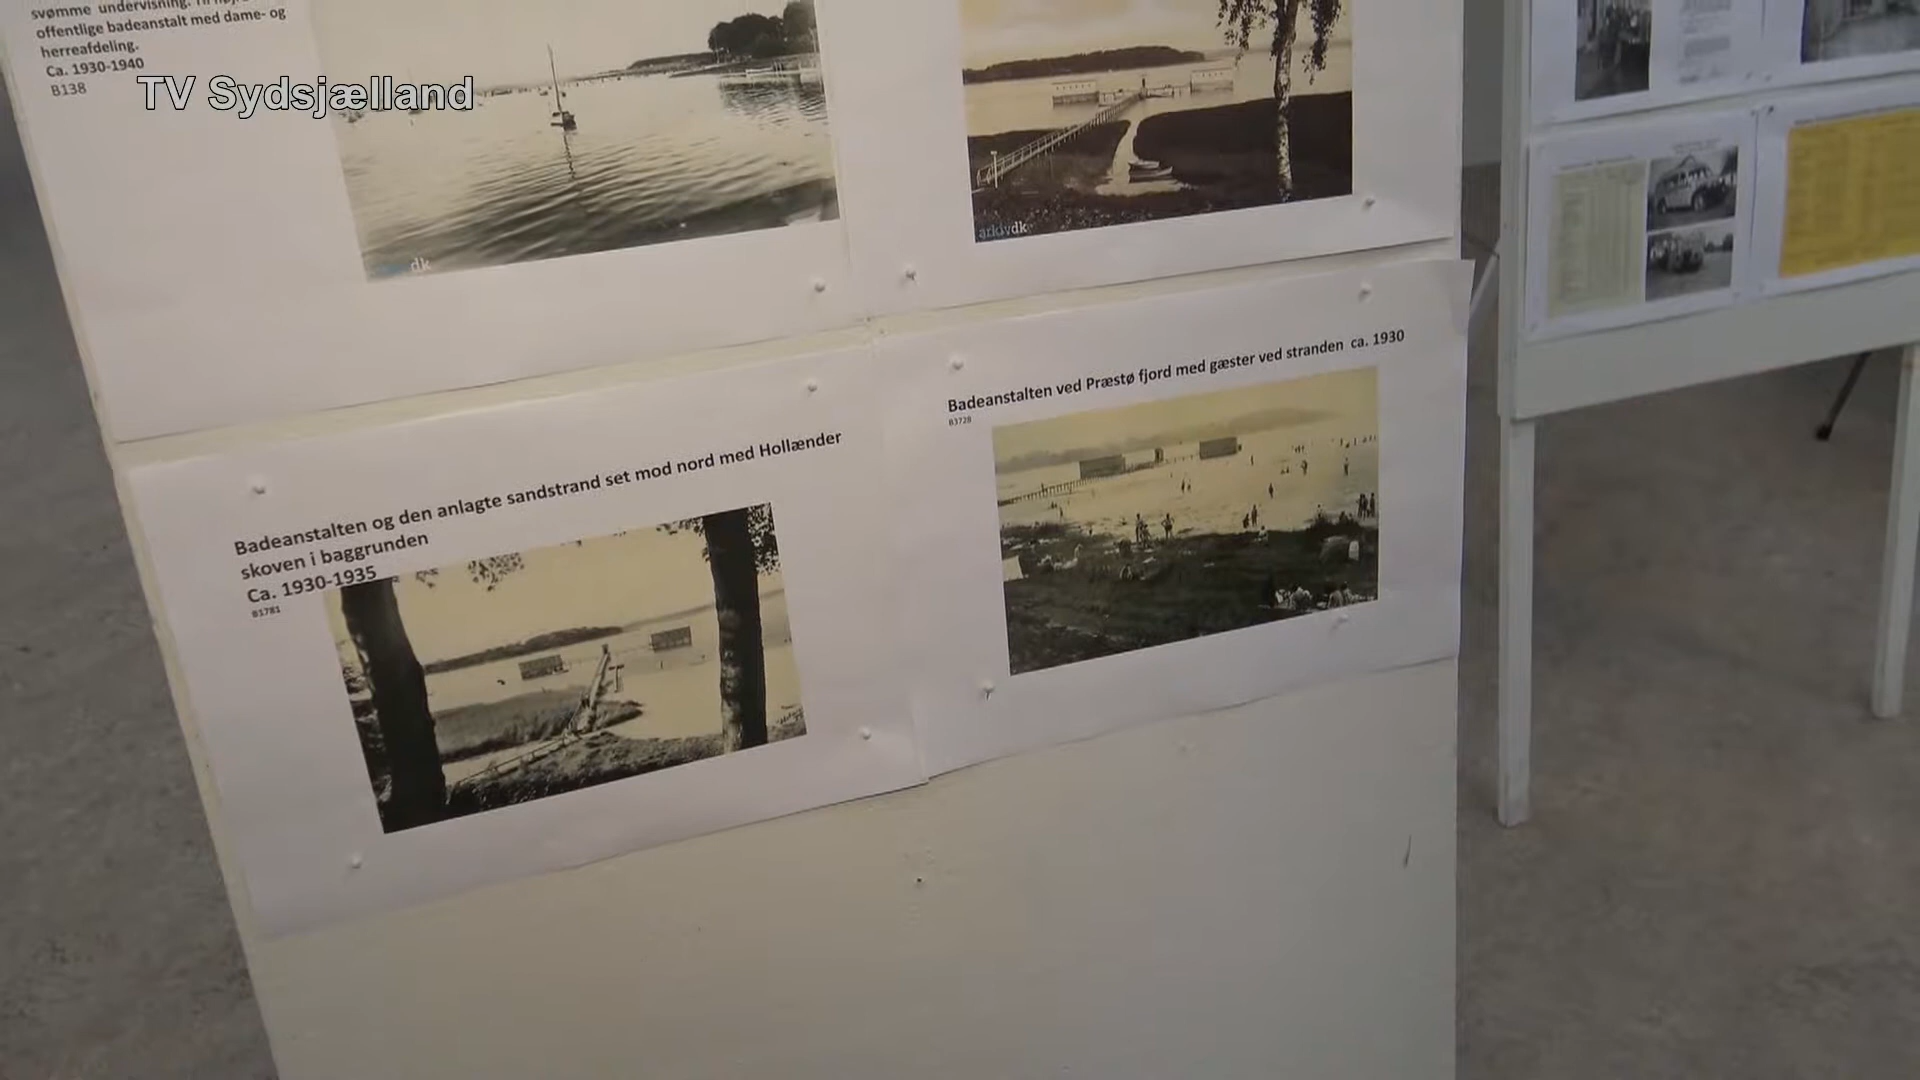 svømme undervisning.
offentlige badeanstalt med dame- og
herreafdeling.
Ca. 1930-1940
B138
TV Sydsjælland
dk
arkivdk
Badeanstalten og den anlagte sandstrand set mod nord med Hollænder
skoven i baggrunden
Ca. 1930-1935
B1781
Badeanstalten ved Præstø fjord med gæster ved stranden ca. 1930
B3728